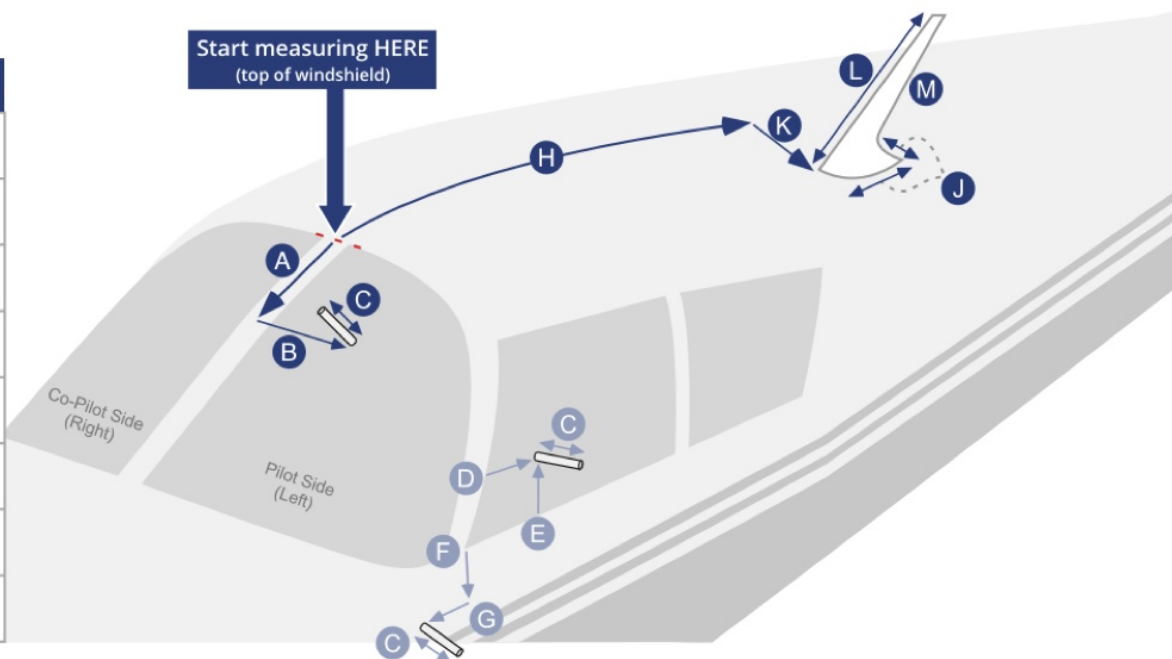 Start measuring HERE
(top of windshield)
L
M
K
H
J
A
C
B
Co-Pilot Side
(Right)
C
D
Pilot Side
(Left)
E
F
G
C